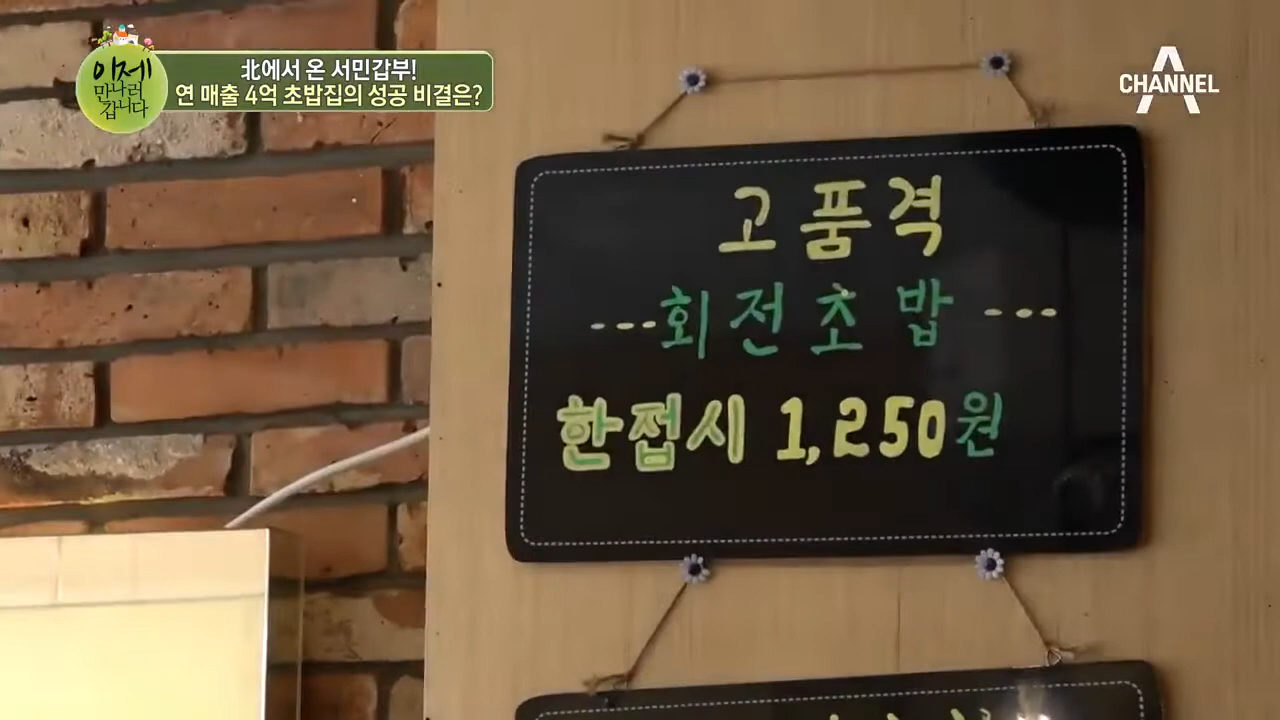 이제
만나러
갑니다
北에서 온 서민갑부!
연 매출 4억 초밥집의 성공 비결은?
CHANNEL A
고품격
---회전초밥---
한접시 1,250원